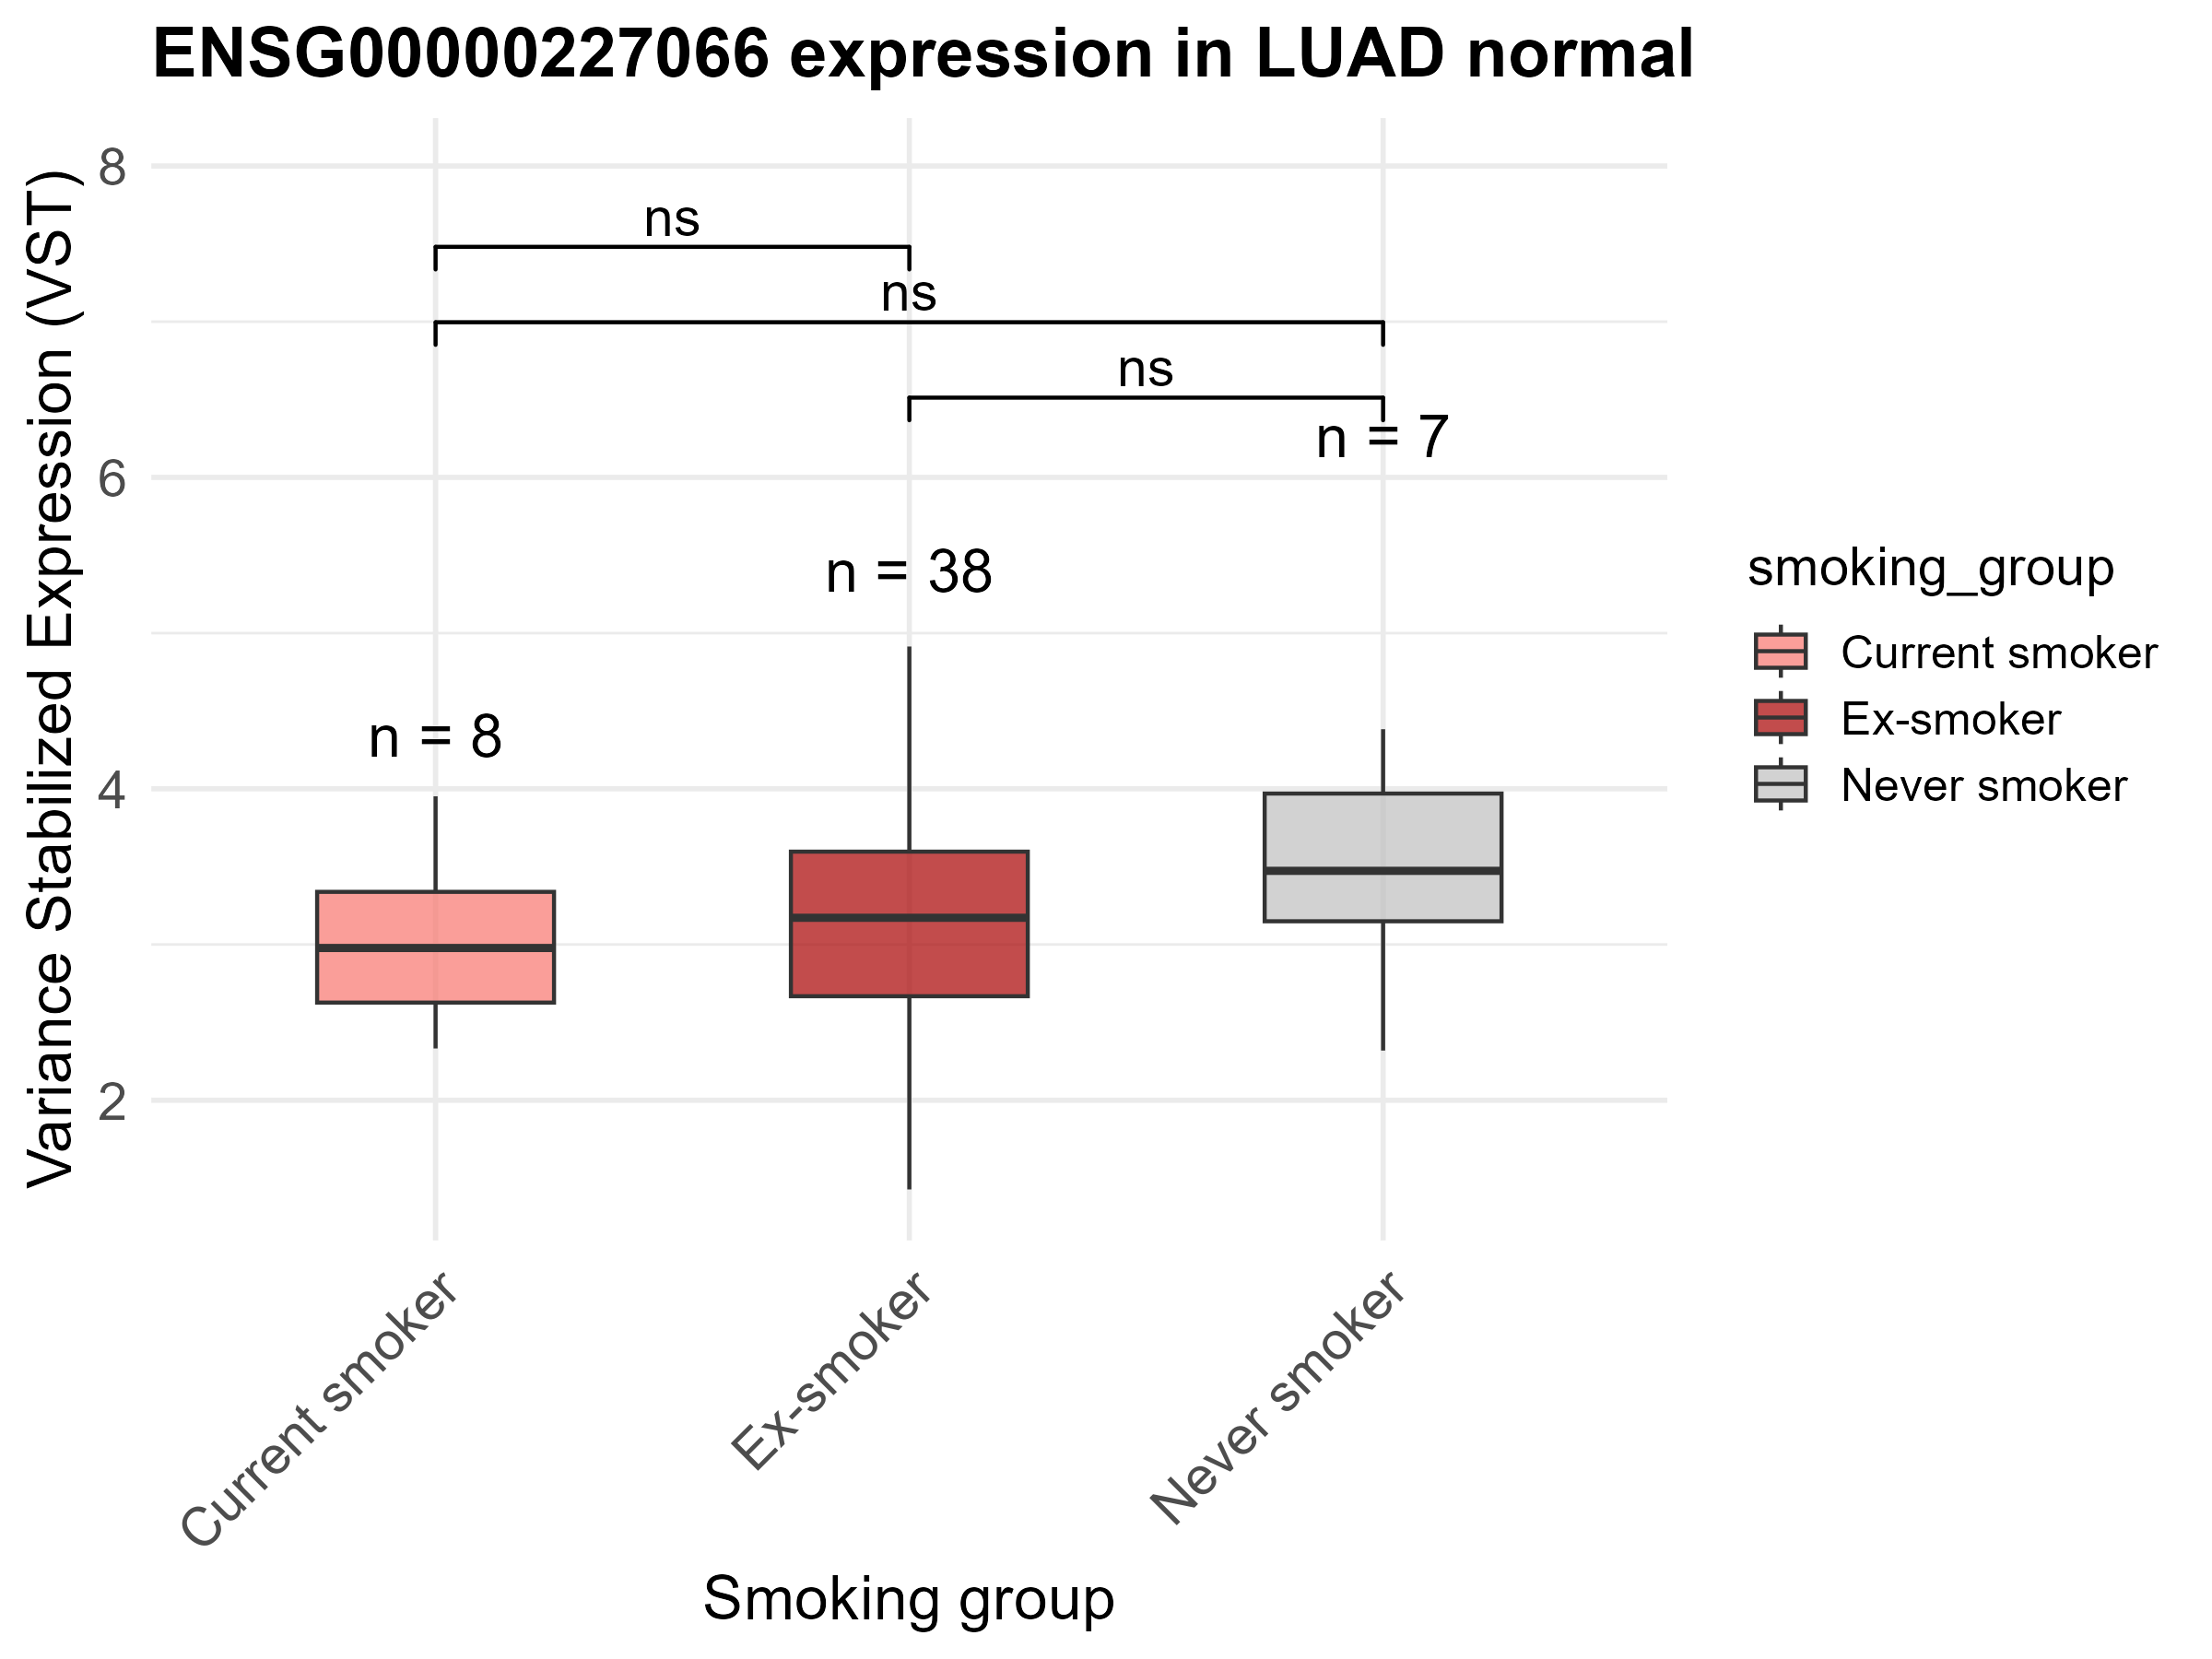 ENSG00000227066 expression in LUAD normal
Variance Stabilized Expression (VST)
8
6
4
2
ns
ns
ns
n = 7
n = 38
n = 8
smoking_group
Current smoker
Ex-smoker
Never smoker
Current smoker
Ex-smoker
Never smoker
Smoking group